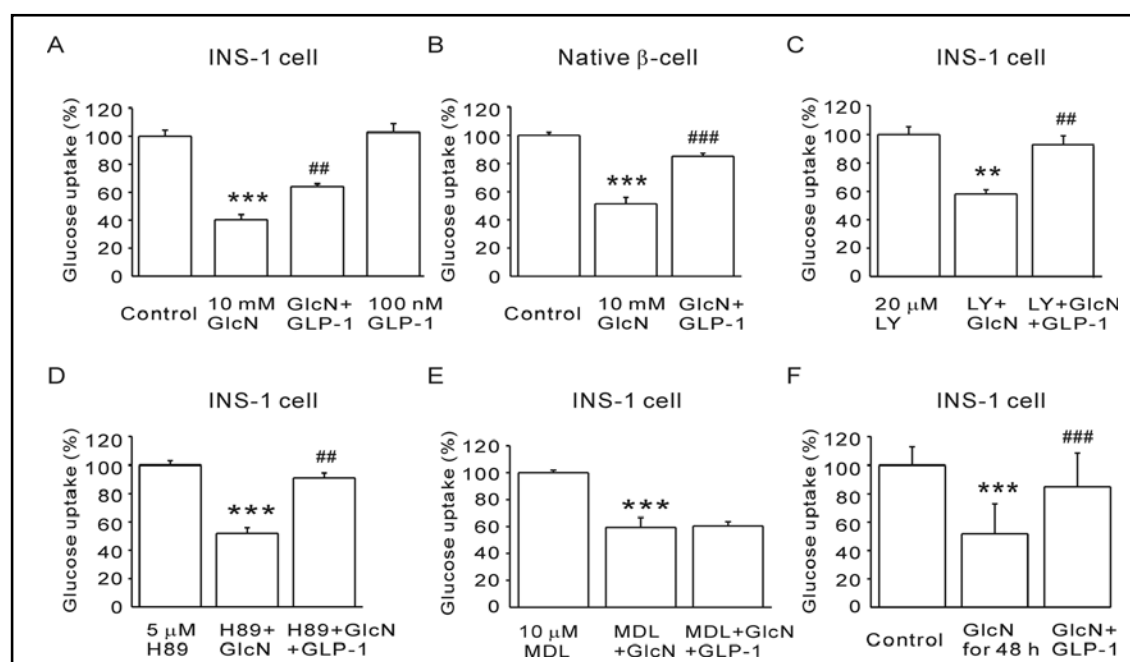 A
INS-1 cell
Glucose uptake (%)
120
100
80
60
40
20
0
***
##
Control
10 mM
GlcN
GlcN+
GLP-1
100 nM
GLP-1
B
Native β-cell
Glucose uptake (%)
120
100
80
60
40
20
0
***
###
Control
10 mM
GlcN
GlcN+
GLP-1
C
INS-1 cell
Glucose uptake (%)
120
100
80
60
40
20
0
**
##
20 μM
LY
LY+
GlcN
LY+GlcN
+GLP-1
D
INS-1 cell
Glucose uptake (%)
120
100
80
60
40
20
0
***
##
5 μM
H89
H89+
GlcN
H89+GlcN
+GLP-1
E
INS-1 cell
Glucose uptake (%)
120
100
80
60
40
20
0
***
10 μM
MDL
MDL
+GlcN
MDL+GlcN
+GLP-1
F
INS-1 cell
Glucose uptake (%)
120
100
80
60
40
20
0
***
###
Control
GlcN
for 48 h
GlcN+
GLP-1